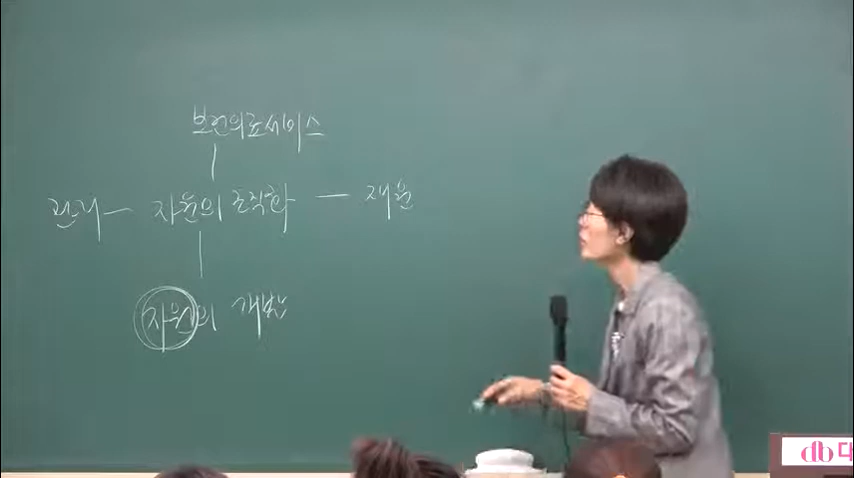 보건의료서비스
관리 — 자원의 조직화 — 재원
자원의 개발
db 대